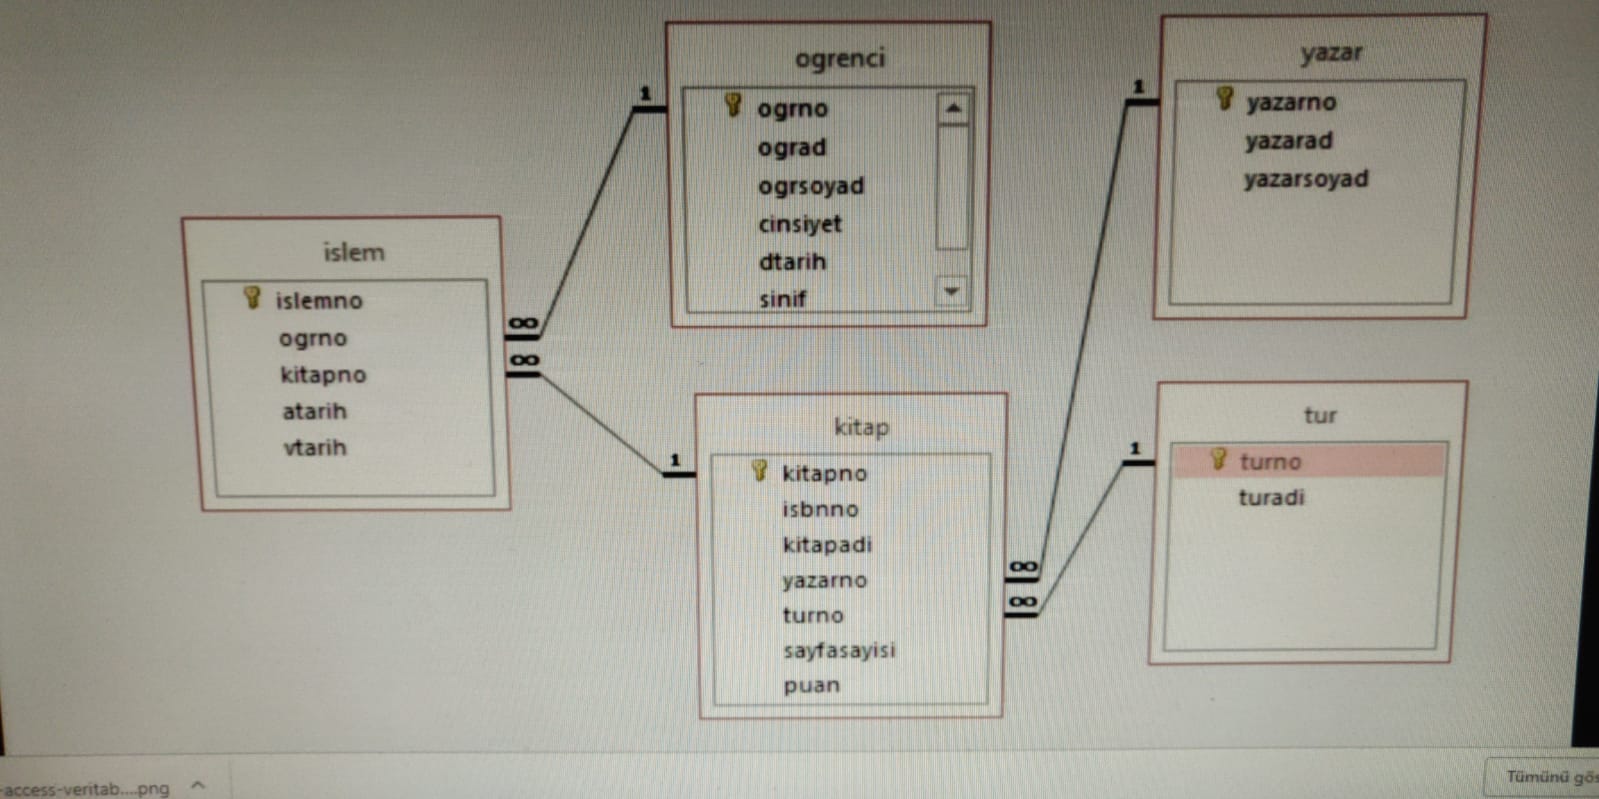 ogrenci
1
ogrno
ograd
ogrsoyad
cinsiyet
dtarih
sinif
yazar
1
yazarno
yazarad
yazarsoyad
islem
islemno
ogrno
kitapno
atarih
vtarih
∞
∞
kitap
1
kitapno
isbnno
kitapadi
yazarno
turno
sayfasayisi
puan
∞
∞
tur
1
turno
turadi
-access-veritab....png
Tümünü gös